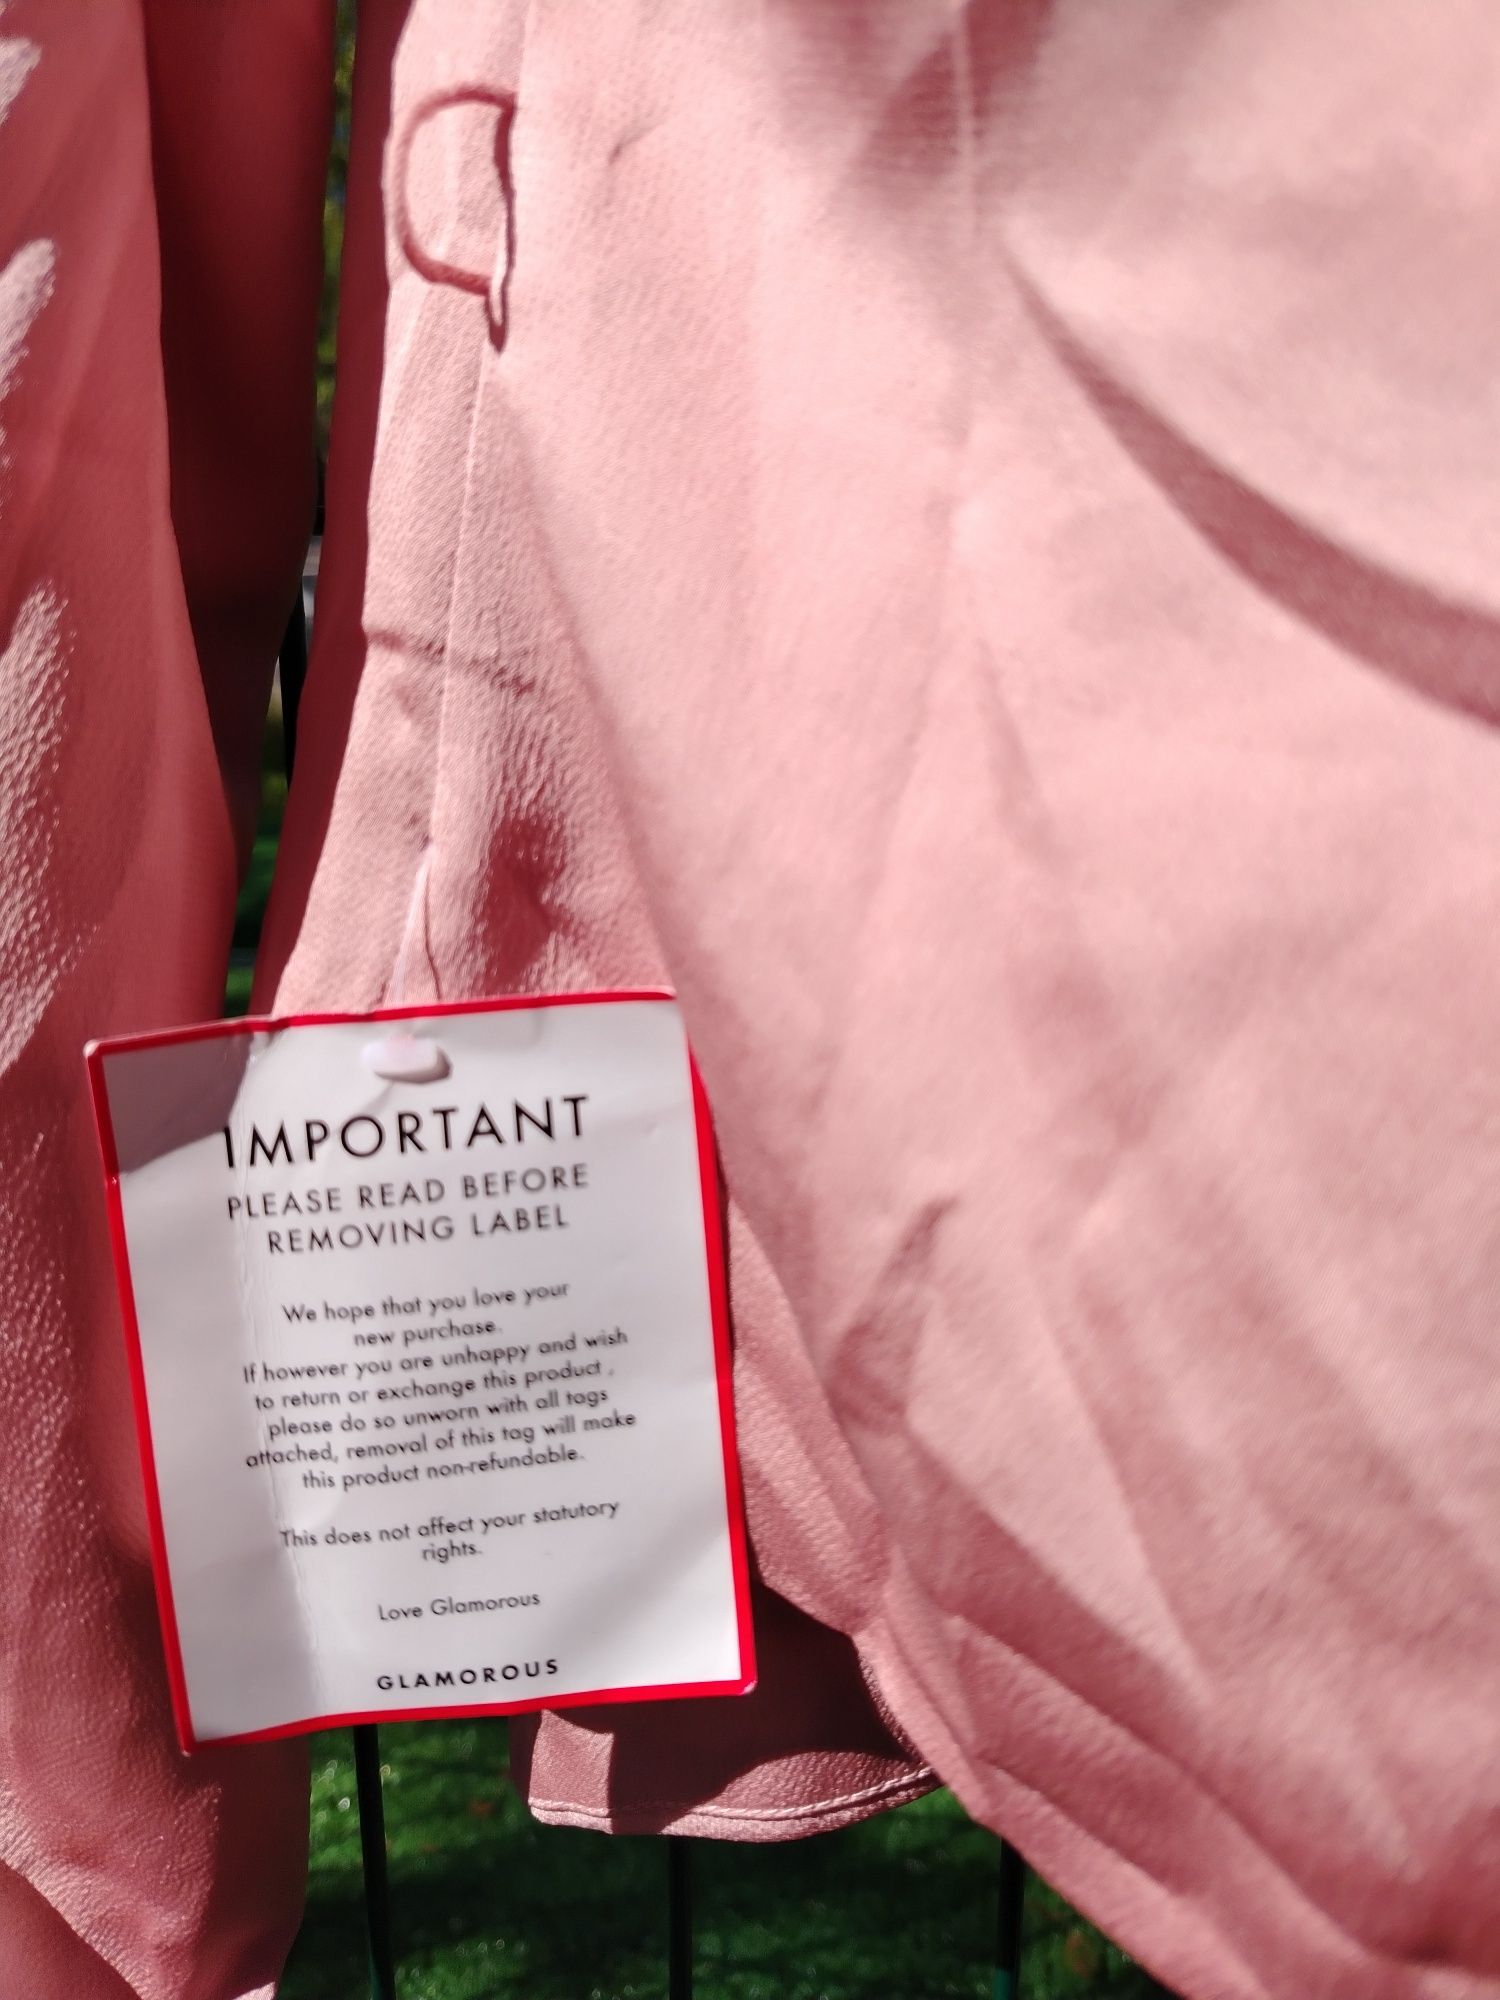 IMPORTANT
PLEASE READ BEFORE
REMOVING LABEL
We hope that you love your
new purchase.
If however you are unhappy and wish
to return or exchange this product ,
please do so unworn with all tags
attached, removal of this tag will make
this product non-refundable.
This does not affect your statutory
rights.
Love Glamorous
GLAMOROUS